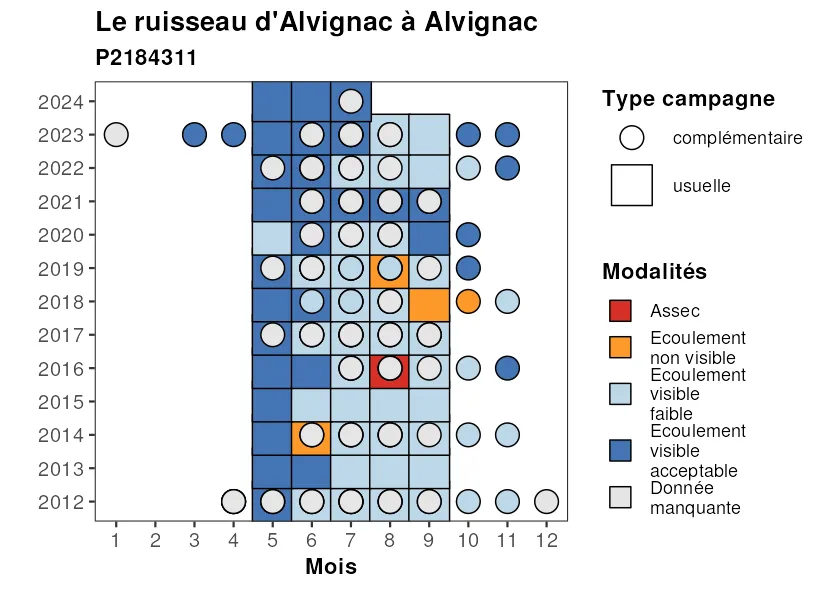 Le ruisseau d'Alvignac à Alvignac
P2184311
2024
2023
2022
2021
2020
2019
2018
2017
2016
2015
2014
2013
2012
1 2 3 4 5 6 7 8 9 10 11 12
Mois
Type campagne
complémentaire
usuelle
Modalités
Assec
Ecoulement
non visible
Ecoulement
visible
faible
Ecoulement
visible
acceptable
Donnée
manquante